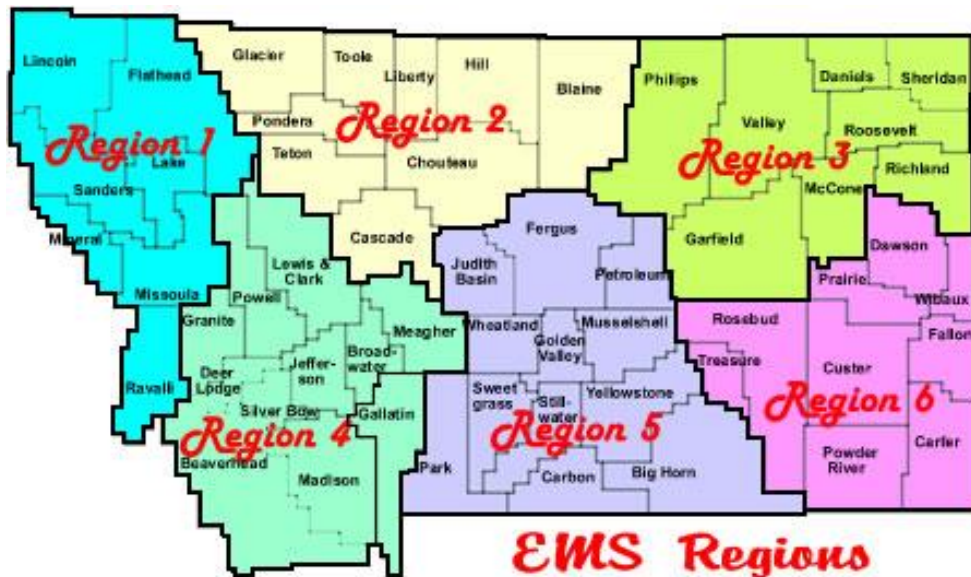 Lincoln
Flathead
Lake
Region 1
Sanders
Mineral
Missoula
Ravalli
Glacier
Toole
Liberty
Hill
Blaine
Pondera
Region 2
Teton
Chouteau
Cascade
Phillips
Valley
Daniels
Sheridan
Roosevelt
Region 3
Richland
McCone
Garfield
Lewis &
Clark
Powell
Granite
Meagher
Broad-
water
Jeffer-
son
Deer
Lodge
Silver Bow
Gallatin
Region 4
Beaverhead
Madison
Fergus
Judith
Basin
Petroleum
Wheatland
Golden
Valley
Musselshell
Sweet
grass
Still-
water
Yellowstone
Region 5
Park
Carbon
Big Horn
Dawson
Prairie
Wibaux
Fallon
Rosebud
Treasure
Custer
Region 6
Powder
River
Carter
EMS Regions